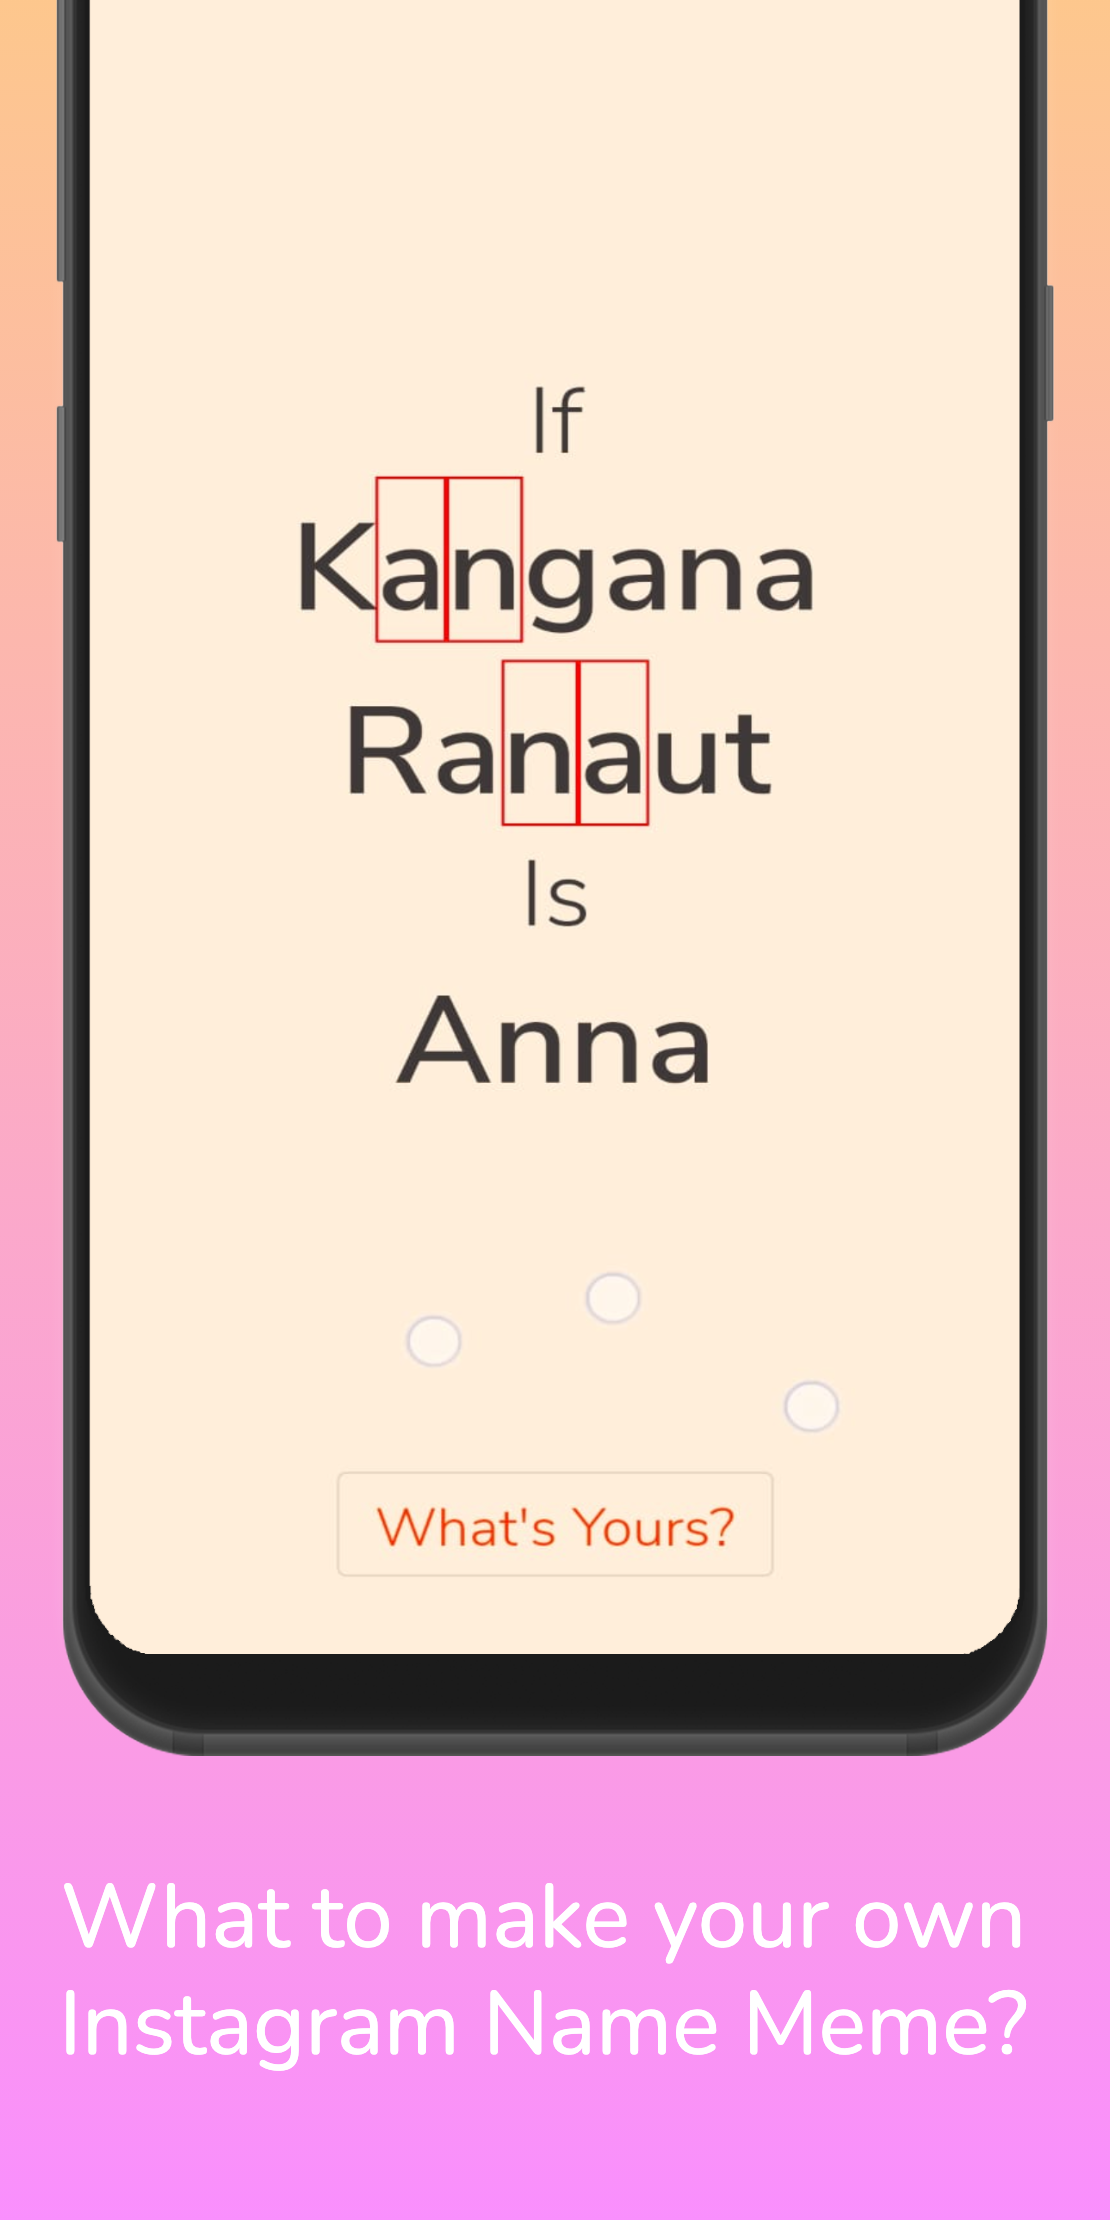 If
Kangana
Ranaut
Is
Anna
What's Yours?
What to make your own
Instagram Name Meme?